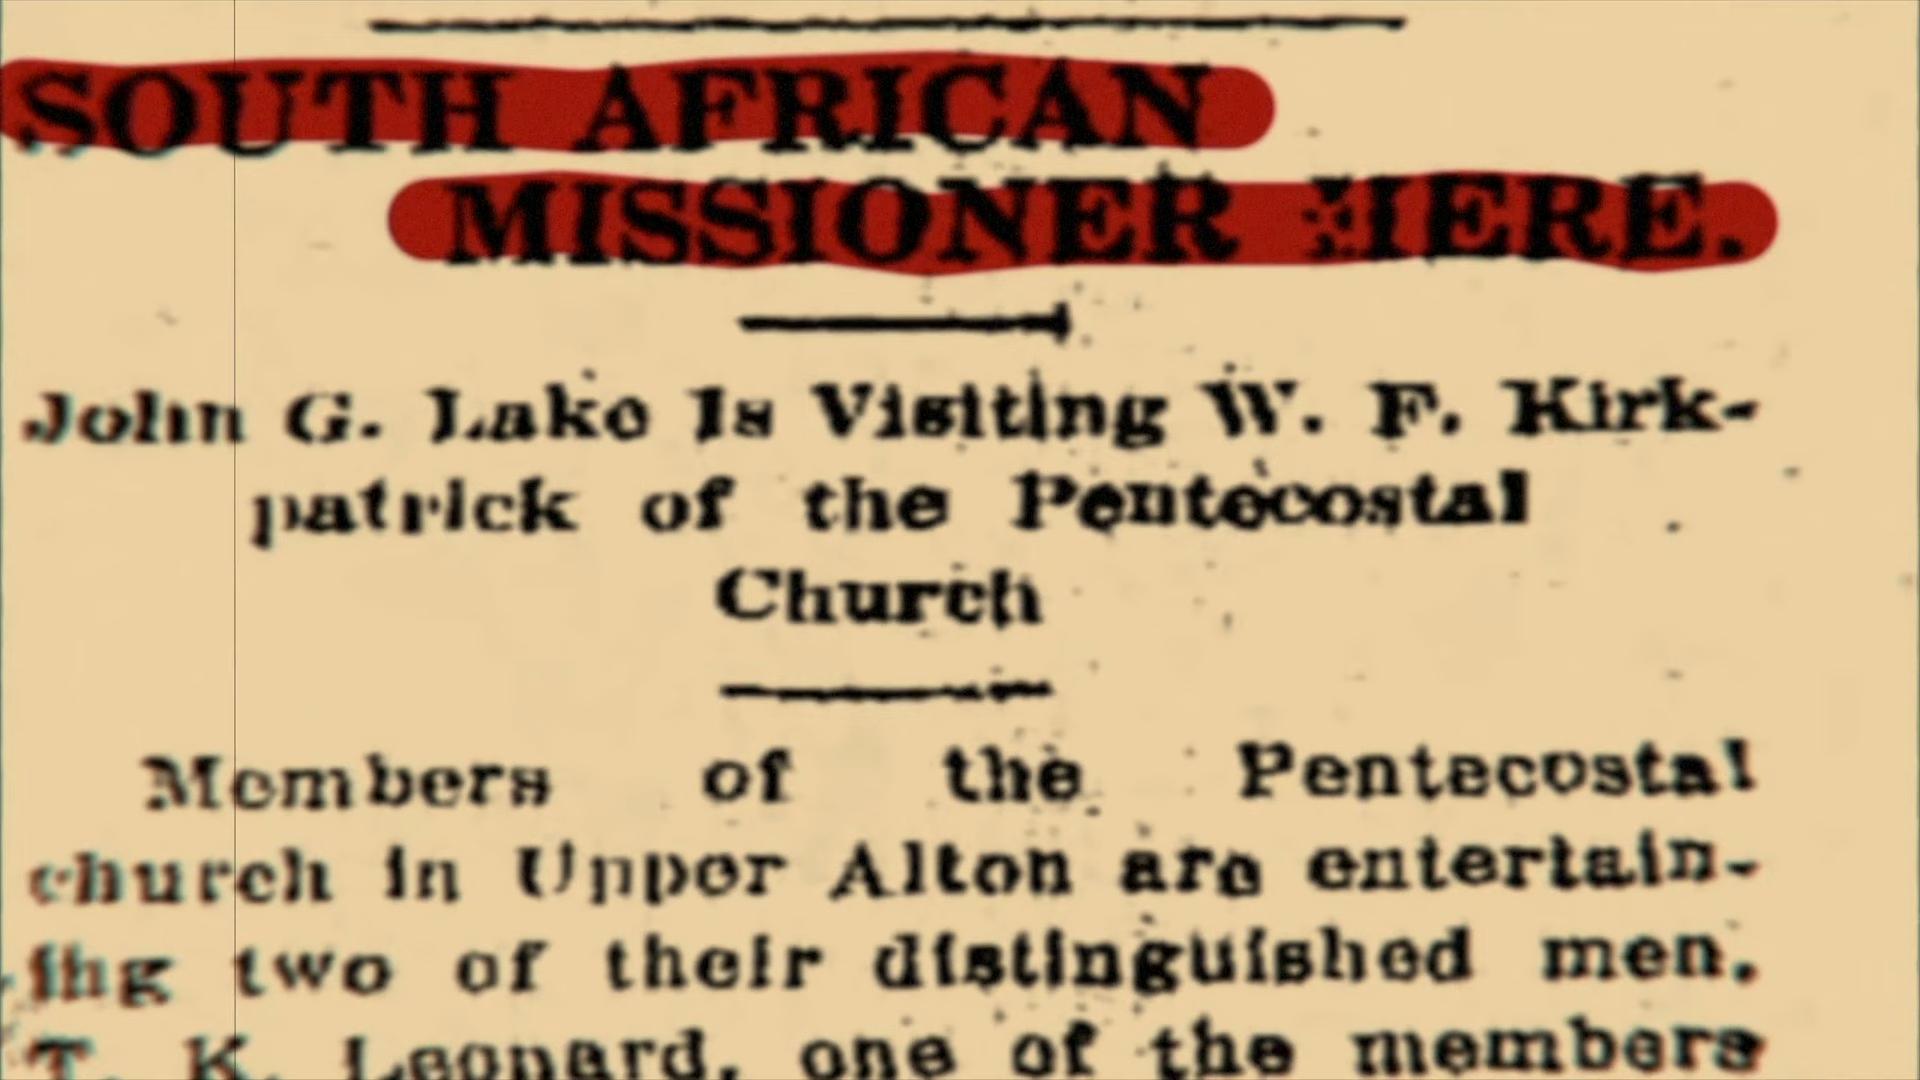 SOUTH AFRICAN
MISSIONER HERE.
John G. Lake Is Visiting W. F. Kirk-
patrick of the Pentecostal
Church
Members of the Pentecostal
church in Upper Alton are entertain-
ing two of their distinguished men.
T. K. Leonard, one of the members